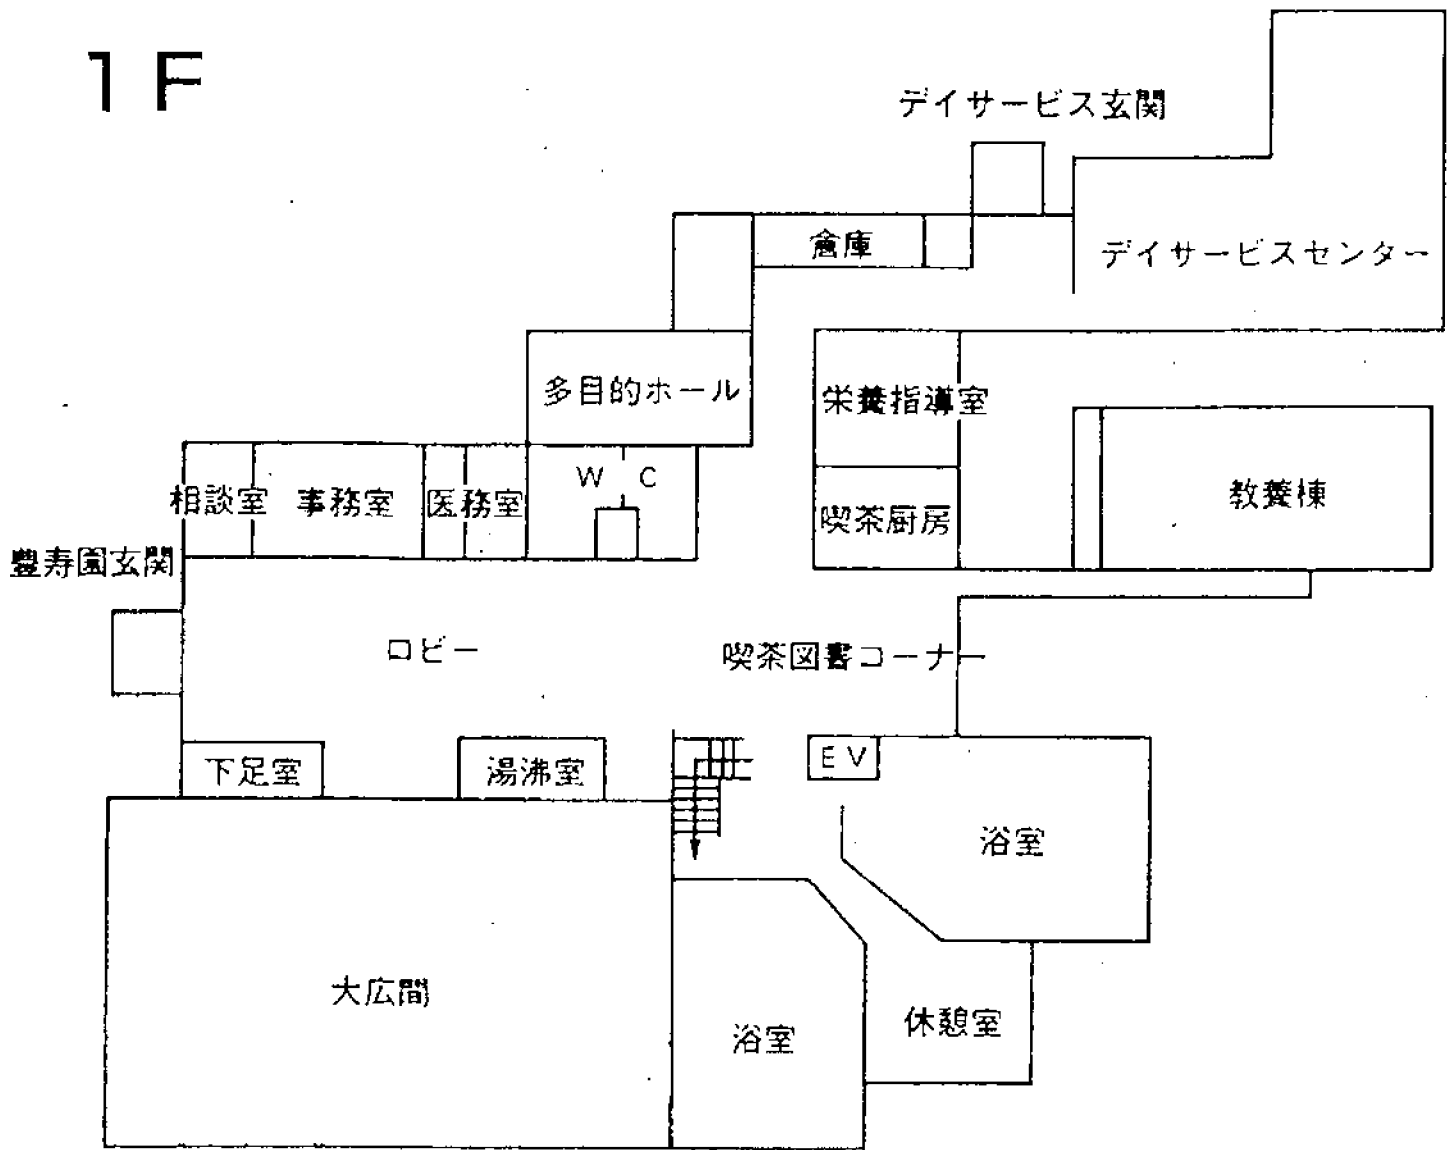 1F
デイサービス玄関
倉庫
デイサービスセンター
多目的ホール
栄養指導室
W C
相談室
事務室
医務室
喫茶厨房
教養棟
豊寿園玄関
ロビー
喫茶図書コーナー
下足室
湯沸室
EV
浴室
大広間
浴室
休憩室